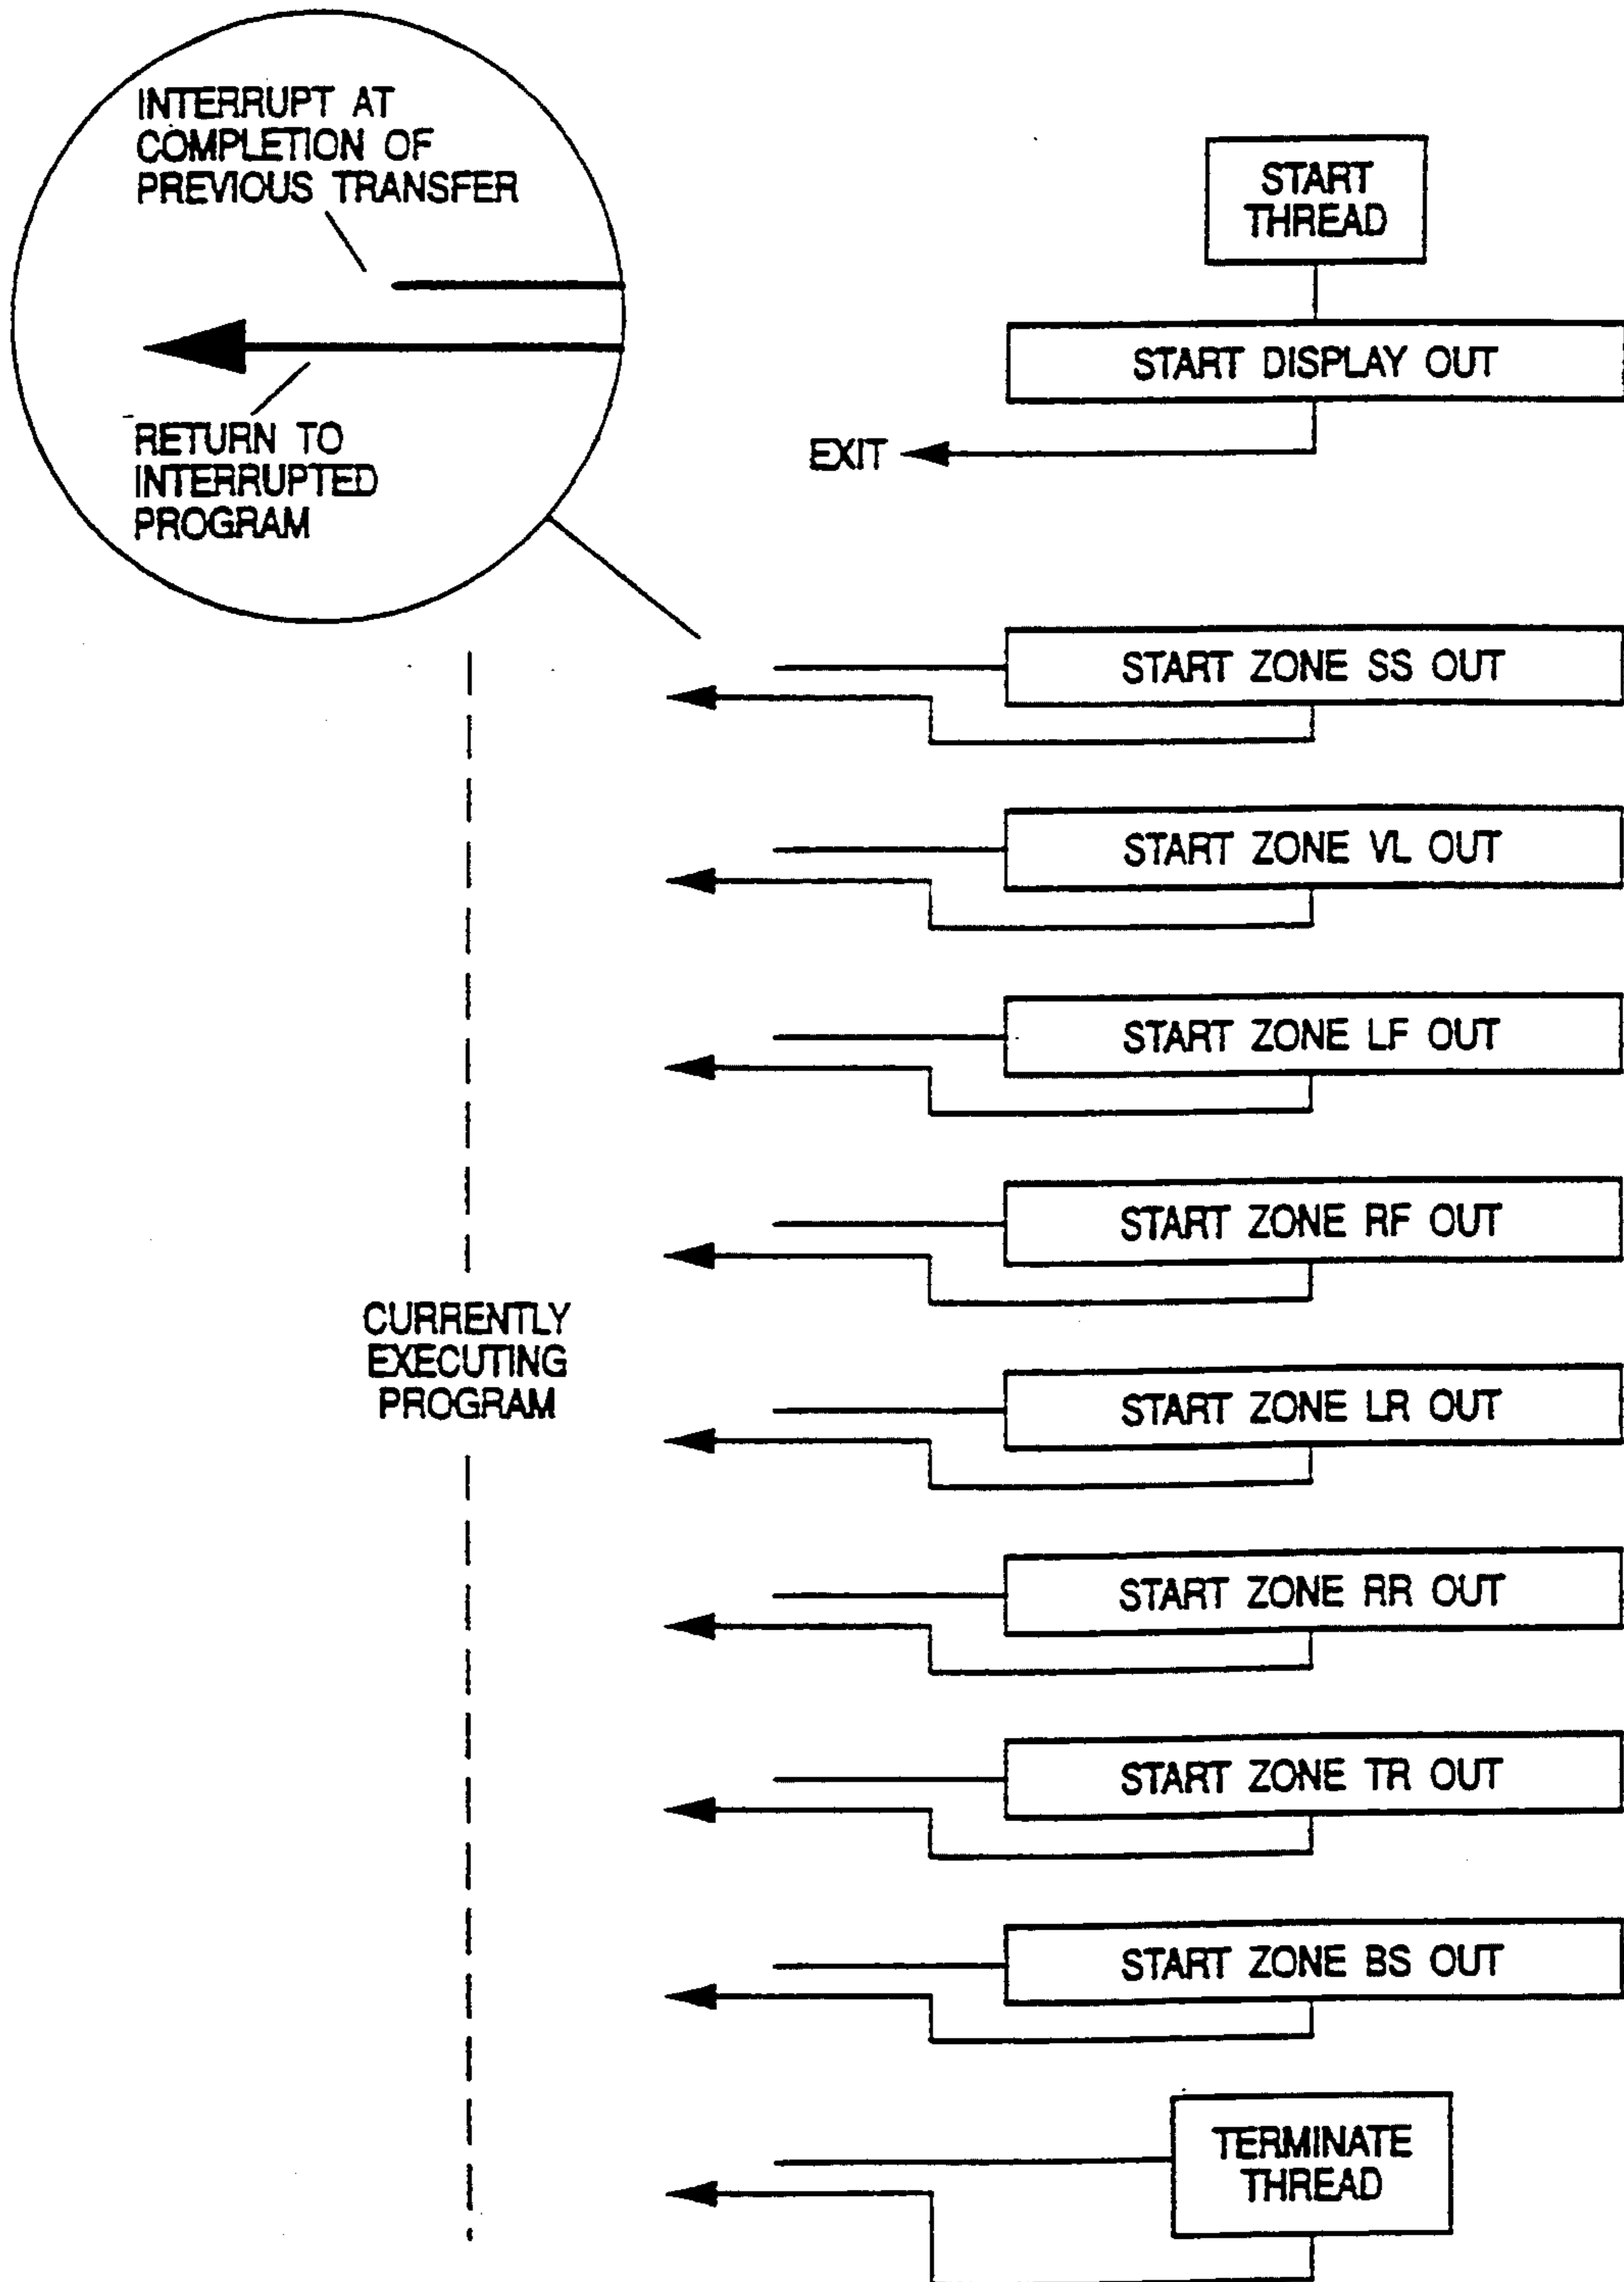 INTERRUPT AT
COMPLETION OF
PREVIOUS TRANSFER
RETURN TO
INTERRUPTED
PROGRAM
START
THREAD
START DISPLAY OUT
EXIT
START ZONE SS OUT
START ZONE VL OUT
START ZONE LF OUT
START ZONE RF OUT
CURRENTLY
EXECUTING
PROGRAM
START ZONE LR OUT
START ZONE RR OUT
START ZONE TR OUT
START ZONE BS OUT
TERMINATE
THREAD